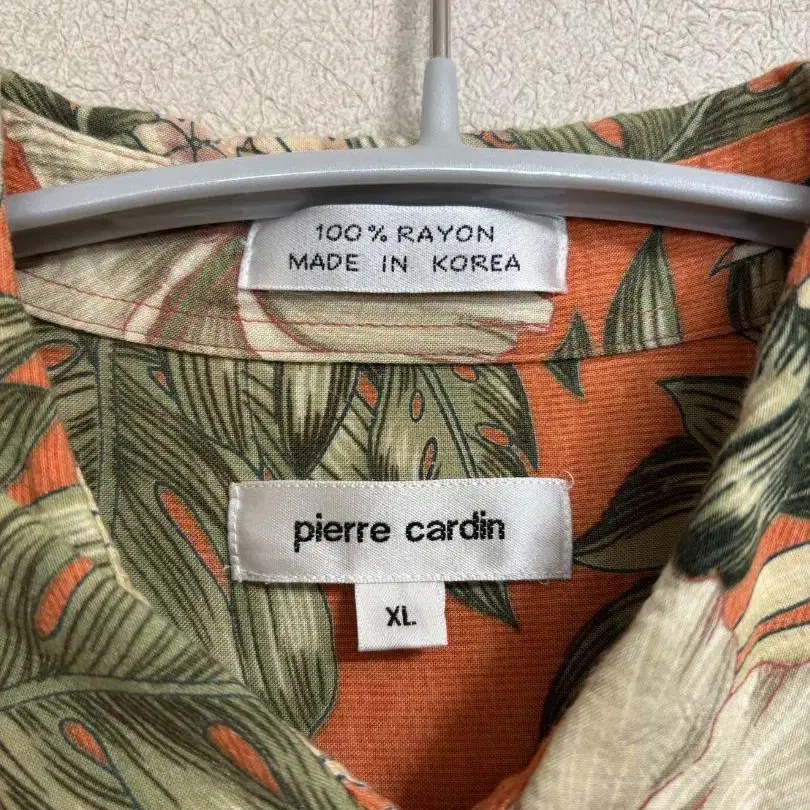 100% RAYON
MADE IN KOREA
pierre cardin
XL.